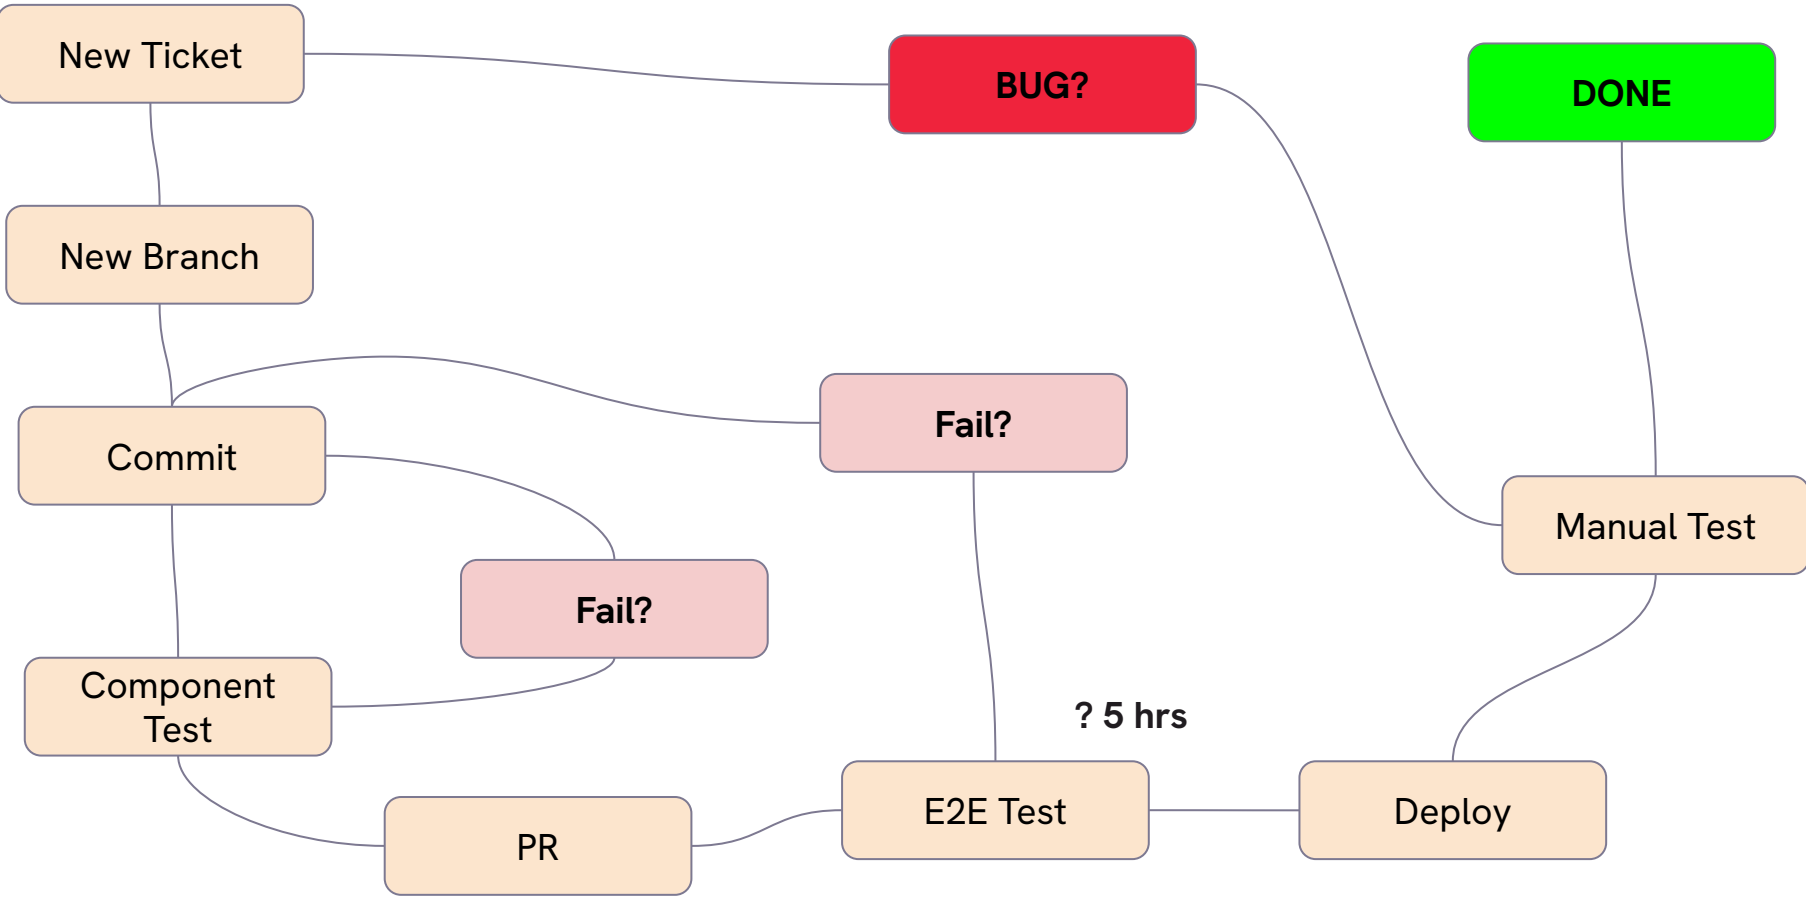 New Ticket
BUG?
DONE
New Branch
Fail?
Commit
Manual Test
Fail?
Component
Test
? 5 hrs
E2E Test
Deploy
PR